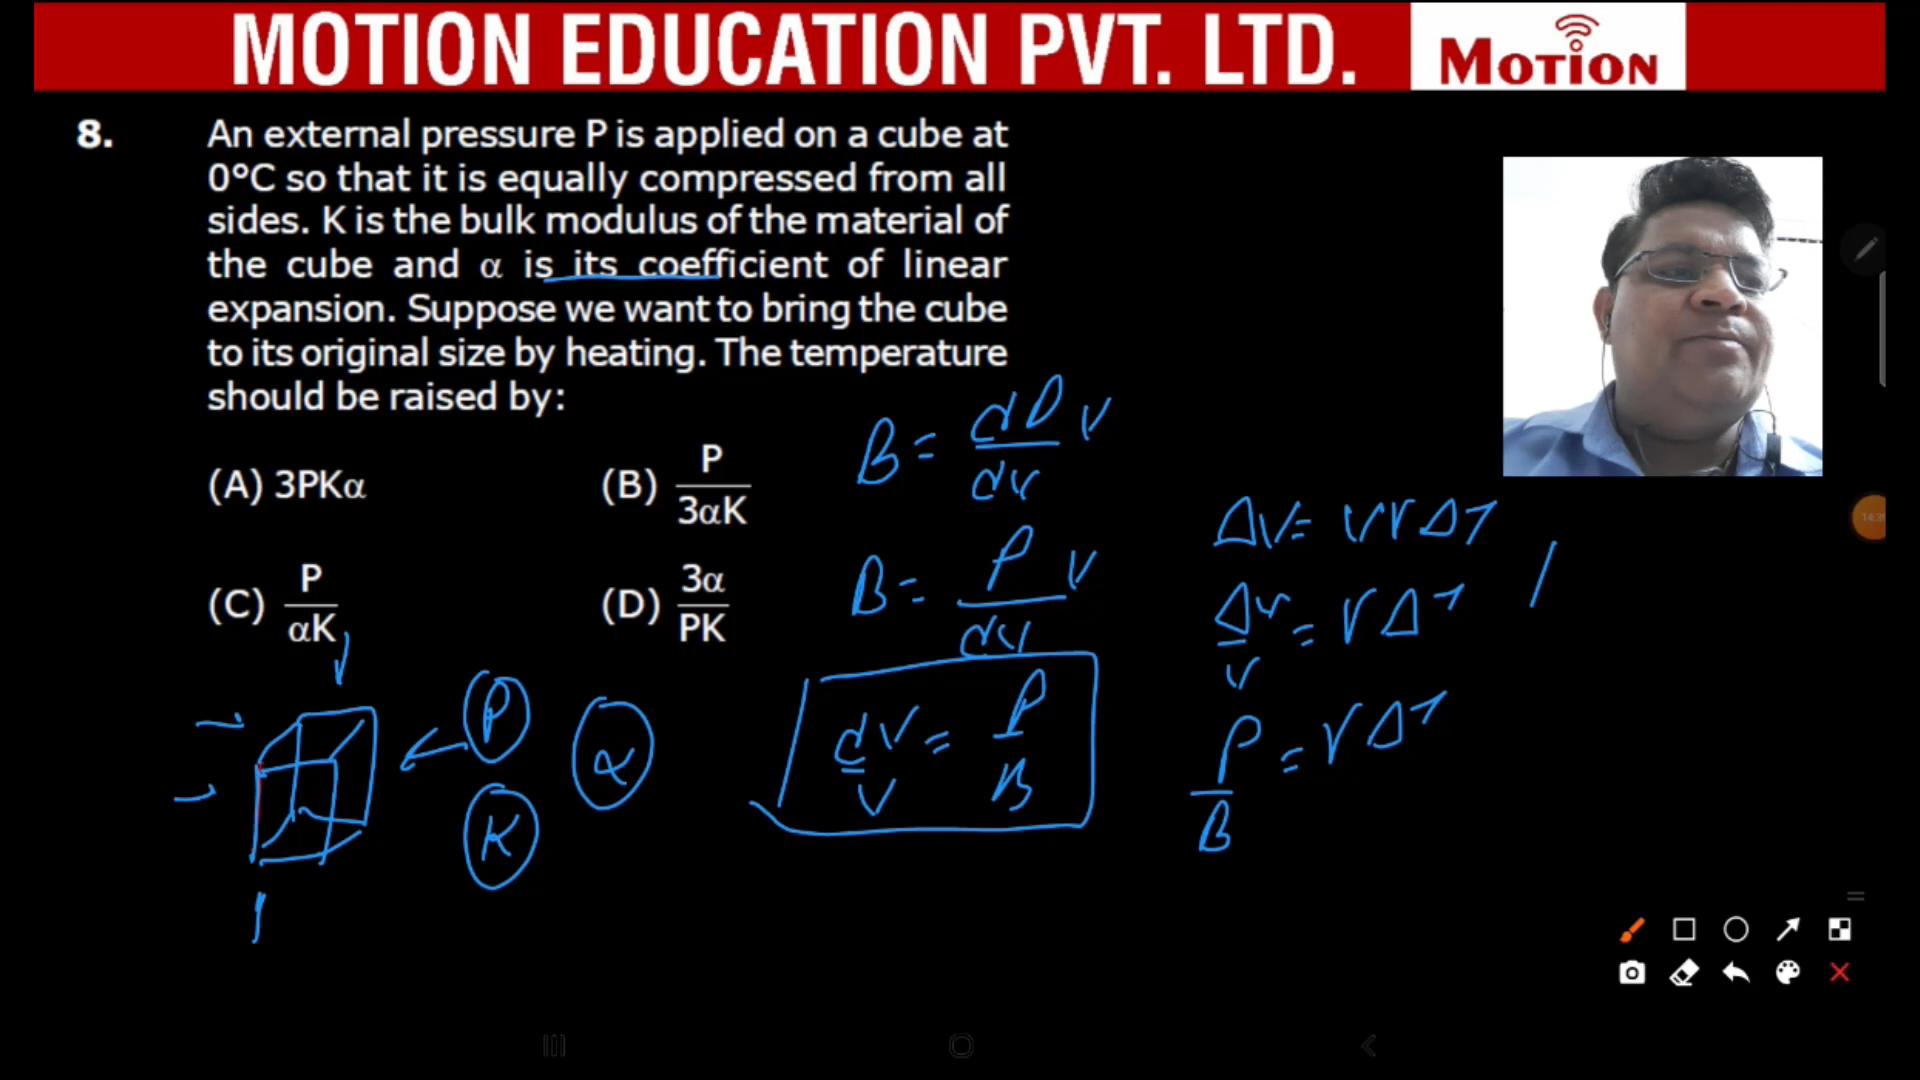 MOTION EDUCATION PVT. LTD.
MOTION
8. An external pressure P is applied on a cube at
0°C so that it is equally compressed from all
sides. K is the bulk modulus of the material of
the cube and α is its coefficient of linear
expansion. Suppose we want to bring the cube
to its original size by heating. The temperature
should be raised by:
(A) 3PKα
(B) P/3αK
(C) P/αK
(D) 3α/PK
B = dP/dV V
B = P/dV V
dV/V = P/B
ΔV = VγΔT
ΔV/V = γΔT
P/B = γΔT
P
α
K